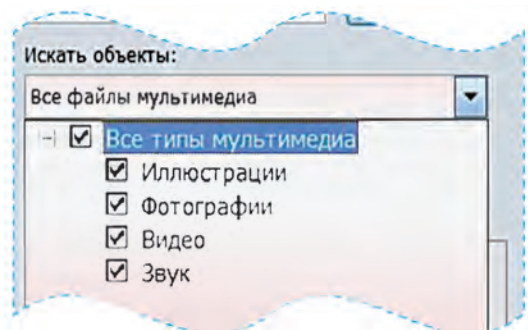 Искать объекты:
Все файлы мультимедиа
Все типы мультимедиа
Иллюстрации
Фотографии
Видео
Звук